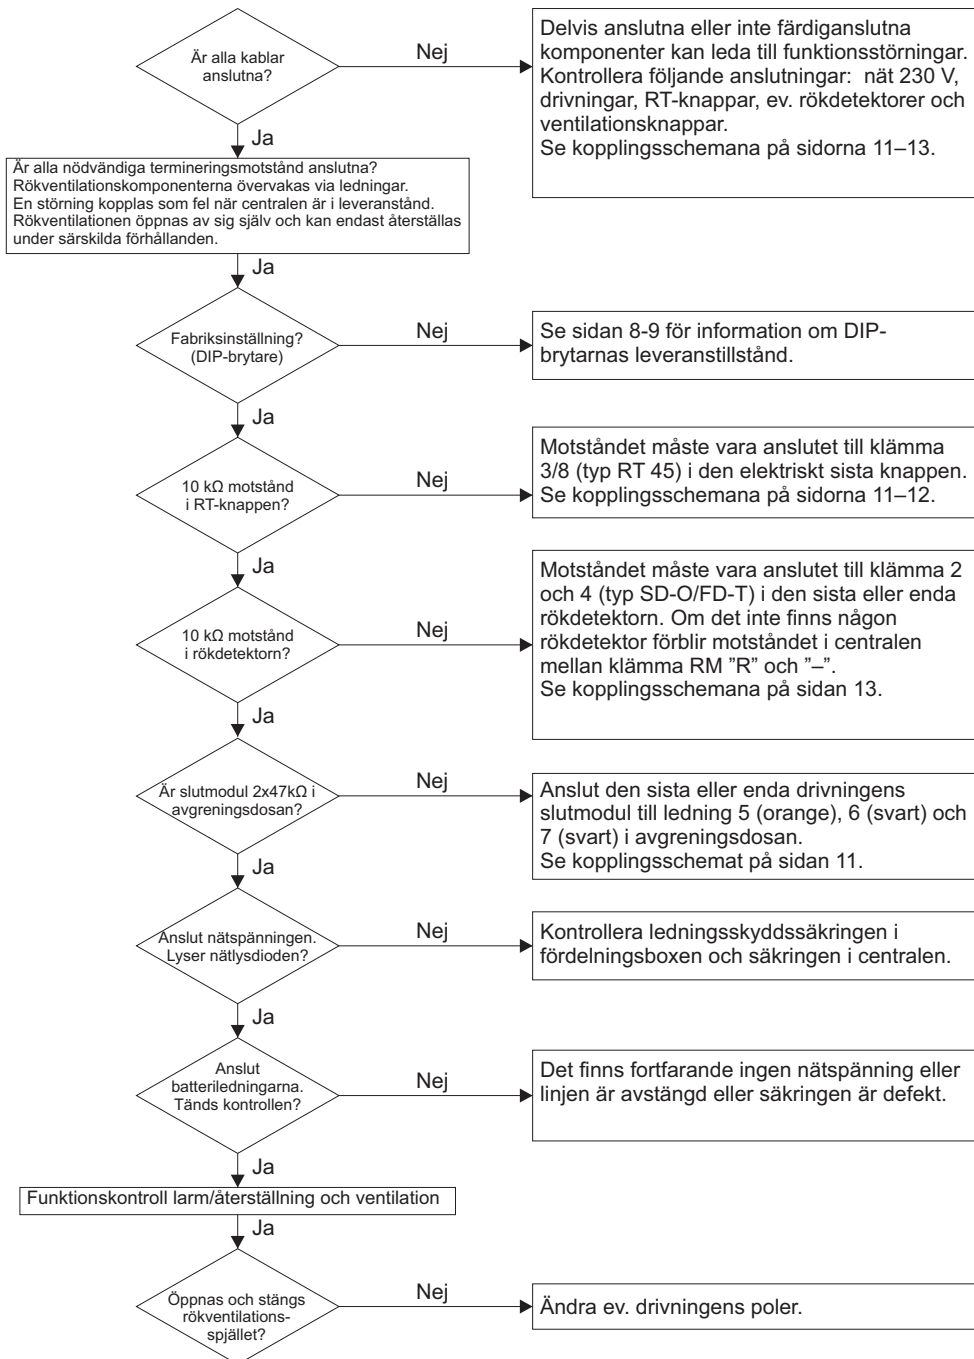 Är alla kablar
anslutna?
Nej
Delvis anslutna eller inte färdiganslutna
komponenter kan leda till funktionsstörningar.
Kontrollera följande anslutningar: nät 230 V,
drivningar, RT-knappar, ev. rökdetektorer och
ventilationsknappar.
Se kopplingsschemana på sidorna 11–13.
Ja
Är alla nödvändiga termineringsmotstånd anslutna?
Rökventilationskomponenterna övervakas via ledningar.
En störning kopplas som fel när centralen är i leveranstånd.
Rökventilationen öppnas av sig själv och kan endast återställas
under särskilda förhållanden.
Ja
Fabriksinställning?
(DIP-brytare)
Nej
Se sidan 8-9 för information om DIP-
brytarnas leveranstillstånd.
Ja
10 kΩ motstånd
i RT-knappen?
Nej
Motståndet måste vara anslutet till klämma
3/8 (typ RT 45) i den elektriskt sista knappen.
Se kopplingsschemana på sidorna 11–12.
Ja
10 kΩ motstånd
i rökdetektorn?
Nej
Motståndet måste vara anslutet till klämma 2
och 4 (typ SD-O/FD-T) i den sista eller enda
rökdetektorn. Om det inte finns någon
rökdetektor förblir motståndet i centralen
mellan klämma RM ”R” och ”–”.
Se kopplingsschemana på sidan 13.
Ja
Är slutmodul 2x47kΩ i
avgreningsdosan?
Nej
Anslut den sista eller enda drivningens
slutmodul till ledning 5 (orange), 6 (svart) och
7 (svart) i avgreningsdosan.
Se kopplingsschemat på sidan 11.
Ja
Anslut nätspänningen.
Lyser nätlysdioden?
Nej
Kontrollera ledningsskyddssäkringen i
fördelningsboxen och säkringen i centralen.
Ja
Anslut
batteriledningarna.
Tänds kontrollen?
Nej
Det finns fortfarande ingen nätspänning eller
linjen är avstängd eller säkringen är defekt.
Ja
Funktionskontroll larm/återställning och ventilation
Ja
Öppnas och stängs
rökventilations-
spjället?
Nej
Ändra ev. drivningens poler.